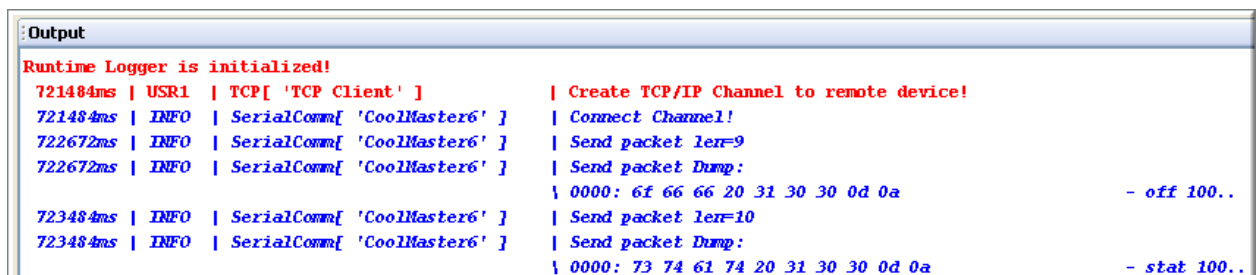 Output
Runtime Logger is initialized!
721484ms | USR1 | TCP[ 'TCP Client' ] | Create TCP/IP Channel to remote device!
721484ms | INFO | SerialComm[ 'CoolMaster6' ] | Connect Channel!
722672ms | INFO | SerialComm[ 'CoolMaster6' ] | Send packet len=9
722672ms | INFO | SerialComm[ 'CoolMaster6' ] | Send packet Dump:
\ 0000: 6f 66 66 20 31 30 30 0d 0a - off 100..
723484ms | INFO | SerialComm[ 'CoolMaster6' ] | Send packet len=10
723484ms | INFO | SerialComm[ 'CoolMaster6' ] | Send packet Dump:
\ 0000: 73 74 61 74 20 31 30 30 0d 0a - stat 100..